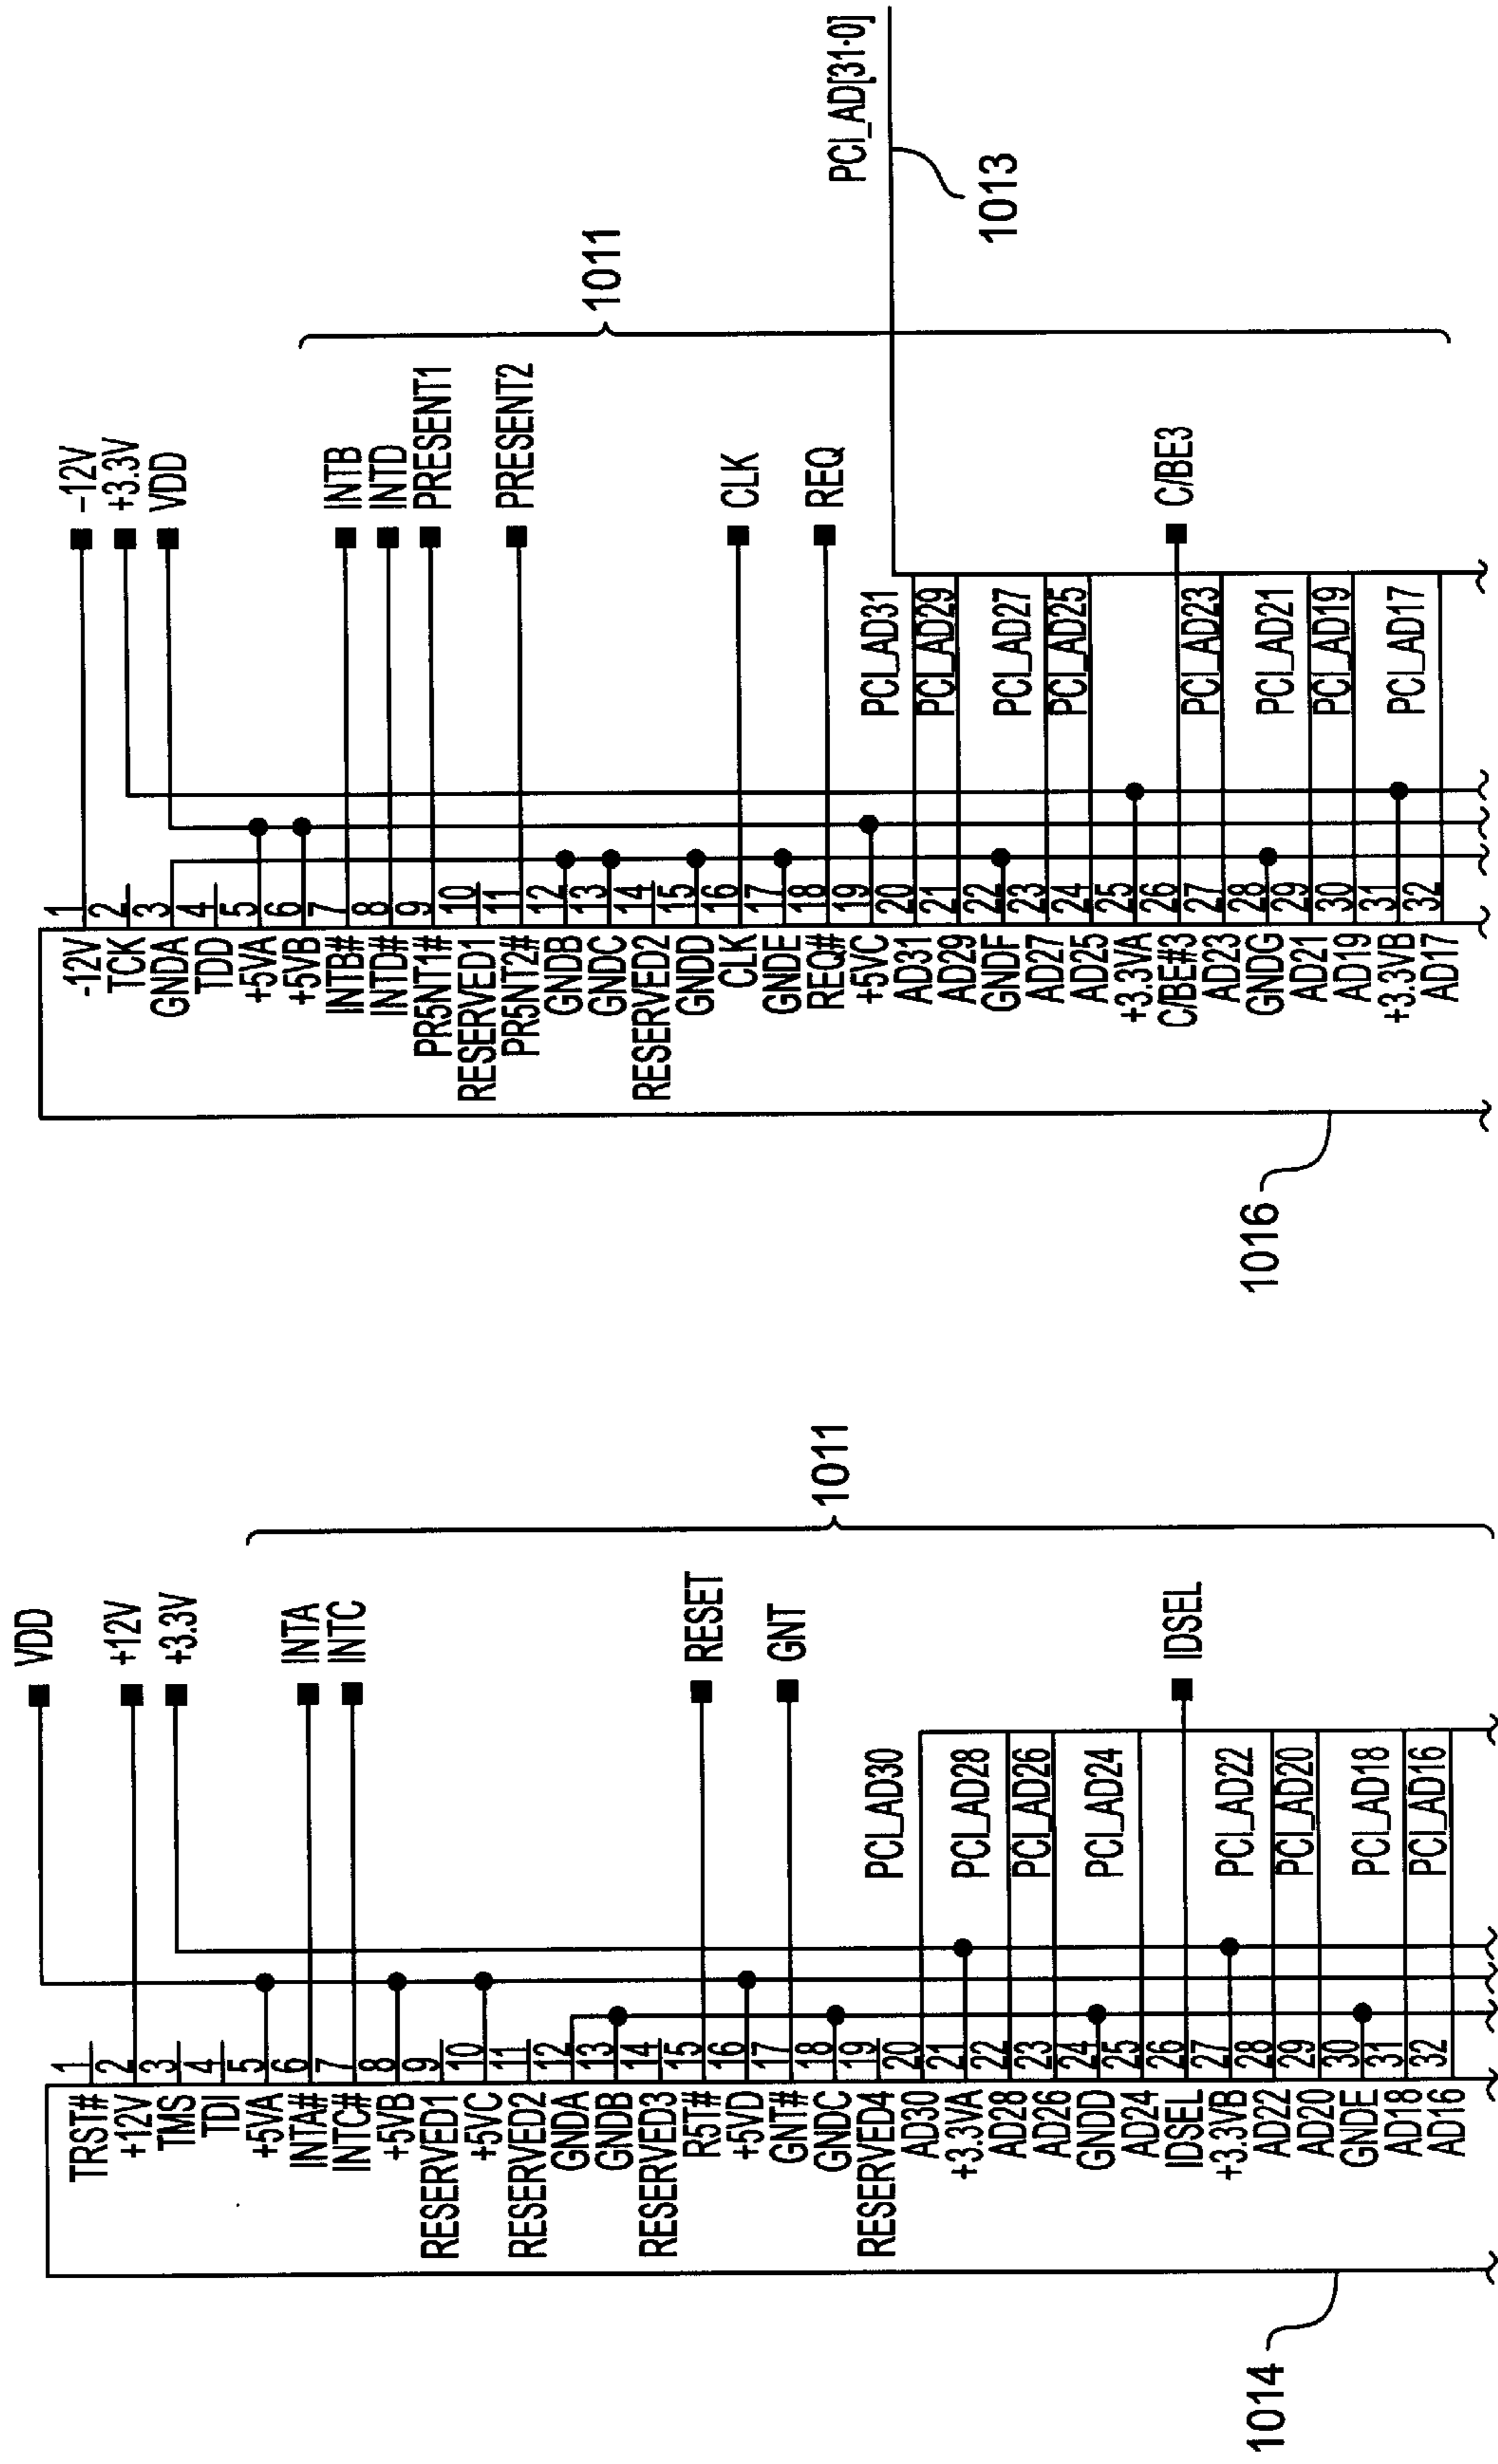 VDD
TRST# 1
+12V 2 +12V
TMS 3 +3.3V
TDI 4
+5VA 5
INTA# 6 INTA
INTC# 7 INTC
+5VB 8
RESERVED1 9
+5VC 10
RESERVED2 11
GNDA 12
GNDB 13
RESERVED3 14
R5T# 15 RESET
+5VD 16
GNT# 17 GNT
GNDC 18
RESERVED4 19
AD30 20 PCI_AD30
+3.3VA 21
AD28 22 PCI_AD28
AD26 23 PCI_AD26
GNDD 24
AD24 25 PCI_AD24
IDSEL 26 IDSEL
+3.3VB 27
AD22 28 PCI_AD22
AD20 29 PCI_AD20
GNDE 30
AD18 31 PCI_AD18
AD16 32 PCI_AD16
1011
1014
-12V 1 -12V
TCK 2 +3.3V
GNDA 3 VDD
TDD 4
+5VA 5
+5VB 6
INTB# 7 INTB
INTD# 8 INTD
PR5NT1# 9 PRESENT1
RESERVED1 10
PR5NT2# 11 PRESENT2
GNDB 12
GNDC 13
RESERVED2 14
GNDD 15
CLK 16 CLK
GNDE 17
REQ# 18 REQ
+5VC 19
AD31 20 PCI_AD31
AD29 21 PCI_AD29
GNDF 22
AD27 23 PCI_AD27
AD25 24 PCI_AD25
+3.3VA 25
C/BE#3 26 C/BE3
AD23 27 PCI_AD23
GNDG 28
AD21 29 PCI_AD21
AD19 30 PCI_AD19
+3.3VB 31
AD17 32 PCI_AD17
1011
PCI_AD[31·0]
1013
1016